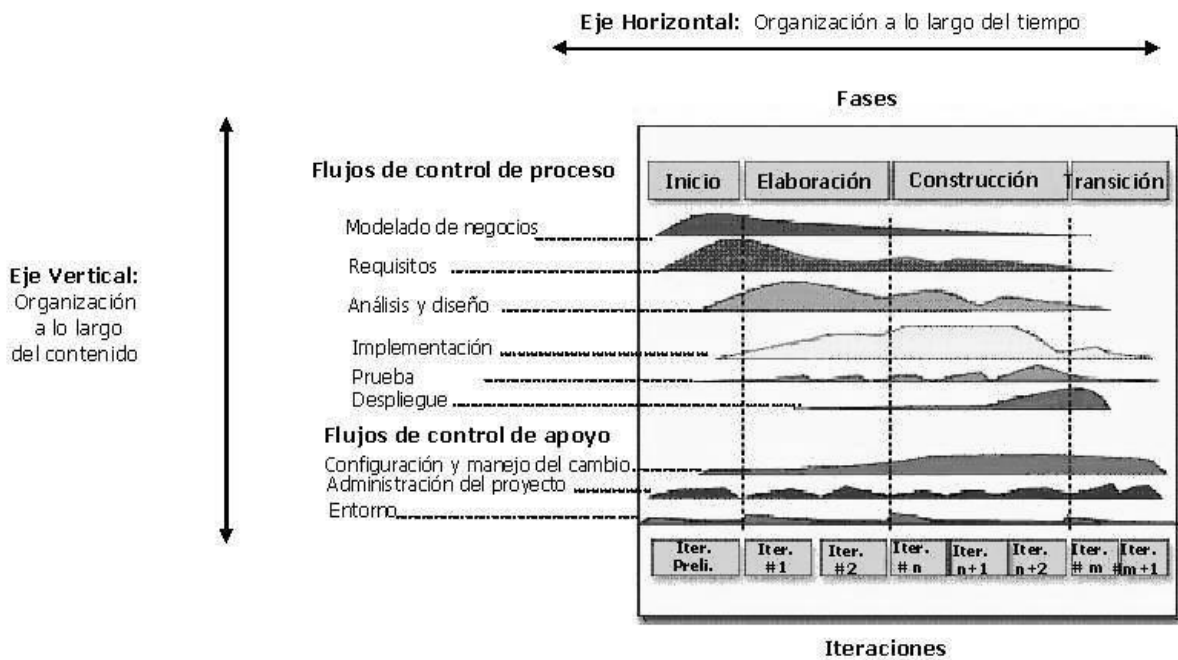 Eje Horizontal: Organización a lo largo del tiempo
Fases
Flujos de control de proceso
Inicio Elaboración Construcción Transición
Modelado de negocios
Requisitos
Eje Vertical:
Organización
a lo largo
del contenido
Análisis y diseño
Implementación
Prueba
Despliegue
Flujos de control de apoyo
Configuración y manejo del cambio
Administración del proyecto
Entorno
Iter. Preli.
Iter. #1
Iter. #2
Iter. # n
Iter. n+1
Iter. n+2
Iter. # m
Iter. #m+1
Iteraciones